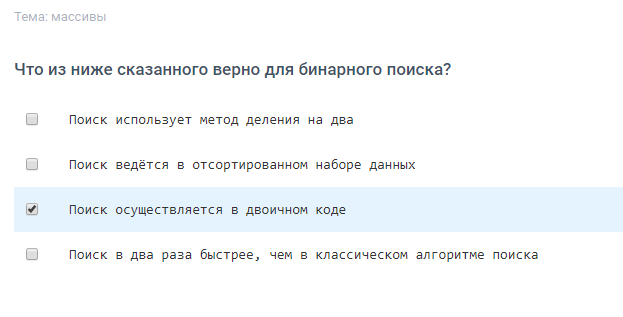 Тема: массивы
Что из ниже сказанного верно для бинарного поиска?
Поиск использует метод деления на два
Поиск ведётся в отсортированном наборе данных
Поиск осуществляется в двоичном коде
Поиск в два раза быстрее, чем в классическом алгоритме поиска